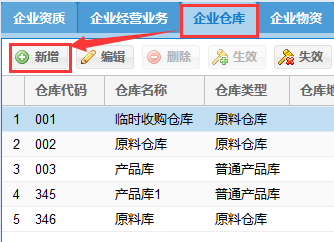 企业资质 企业经营业务 企业仓库 企业物资
新增 编辑 删除 生效 失效
仓库代码 仓库名称 仓库类型 仓库地
1 001 临时收购仓库 原料仓库
2 002 原料仓库 原料仓库
3 003 产品库 普通产品库
4 345 产品库1 普通产品库
5 346 原料库 原料仓库